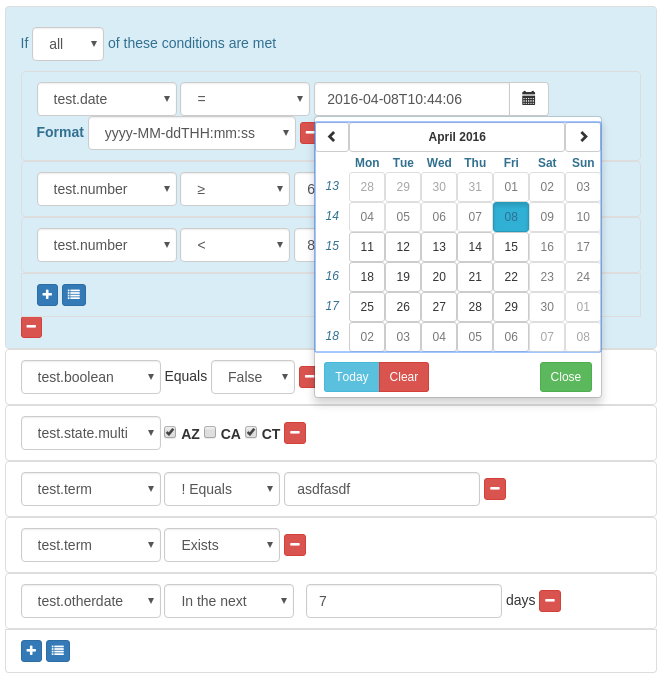 If all of these conditions are met
test.date = 2016-04-08T10:44:06
Format yyyy-MM-ddTHH:mm:ss
April 2016
Mon Tue Wed Thu Fri Sat Sun
13 28 29 30 31 01 02 03
test.number ≥ 6
14 04 05 06 07 08 09 10
test.number < 8
15 11 12 13 14 15 16 17
16 18 19 20 21 22 23 24
17 25 26 27 28 29 30 01
18 02 03 04 05 06 07 08
test.boolean Equals False
Today Clear Close
test.state.multi AZ CA CT
test.term ! Equals asdfasdf
test.term Exists
test.otherdate In the next 7 days